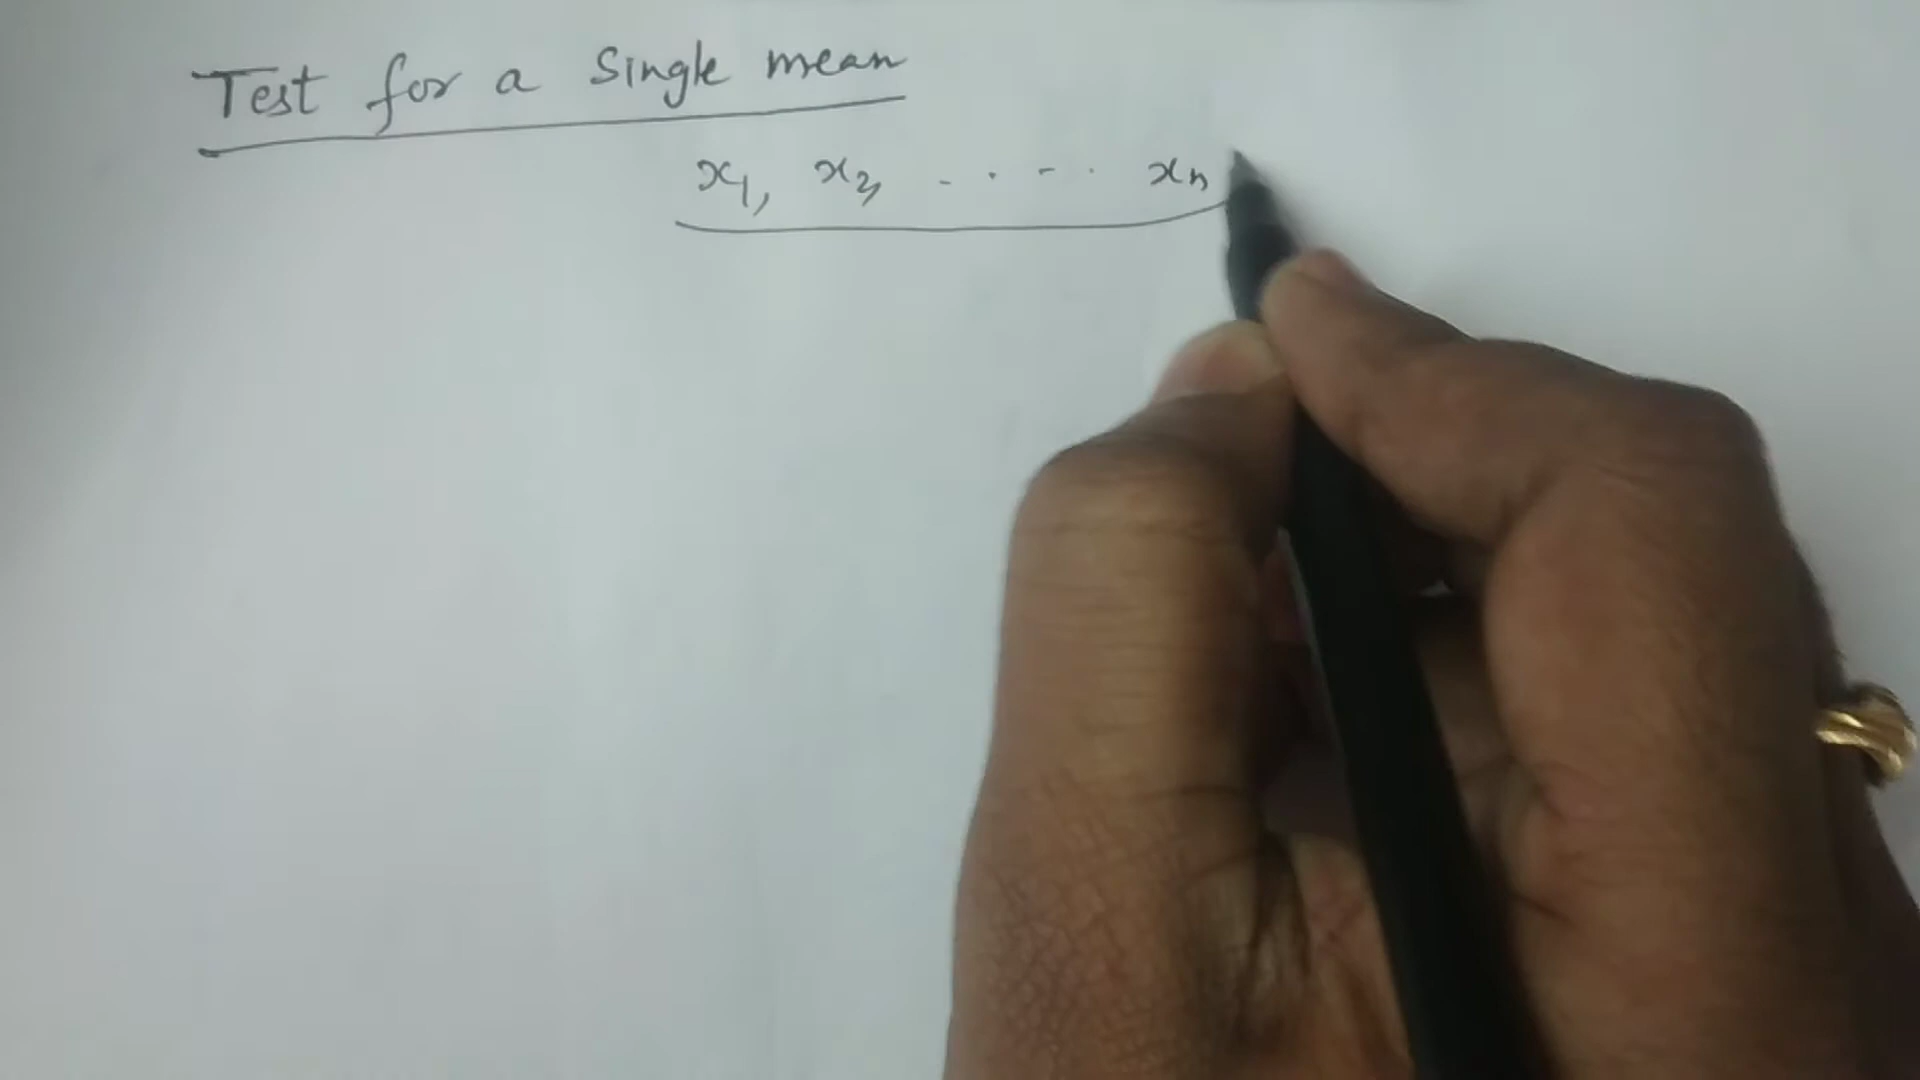 Test for a Single mean
x₁, x₂, - . - . xₙ